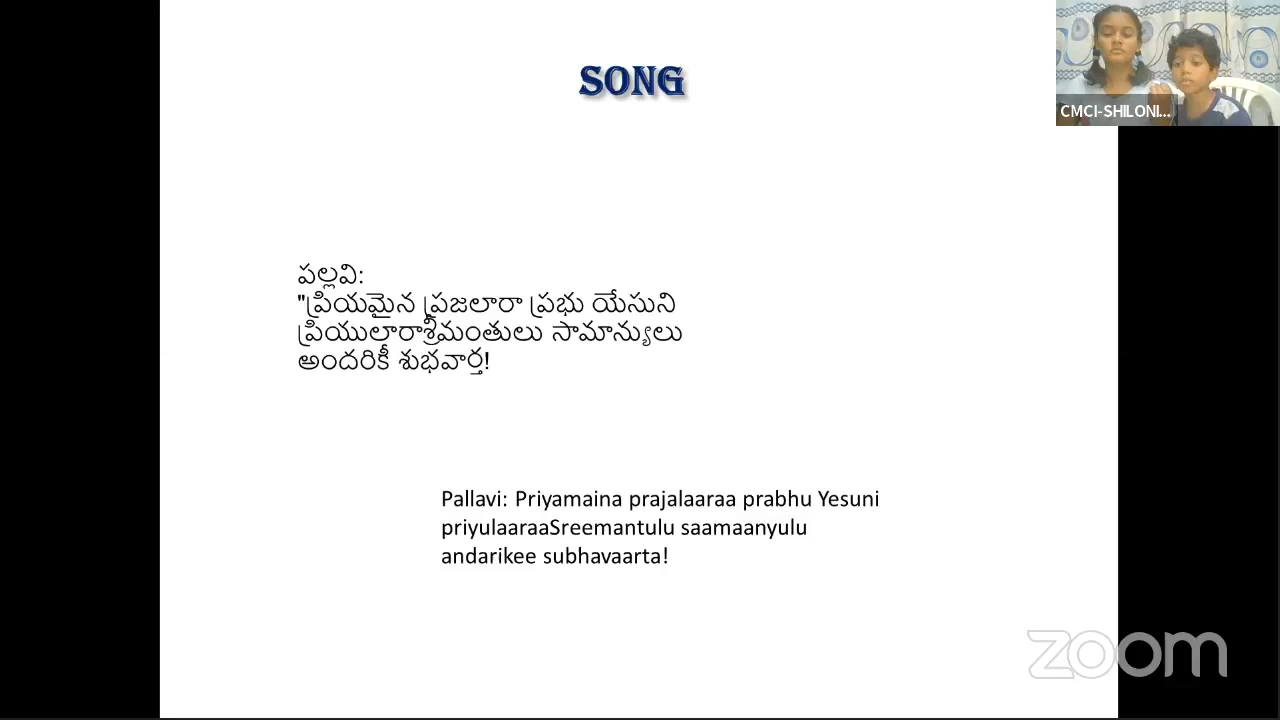 SONG
CMCI-SHILONI...
పల్లవి:
"ప్రియమైన ప్రజలారా ప్రభు యేసుని
ప్రియులారాశ్రీమంతులు సామాన్యులు
అందరికీ శుభవార్త!
Pallavi: Priyamaina prajalaaraa prabhu Yesuni
priyulaaraaSreemantulu saamaanyulu
andarikee subhavaarta!
zoom